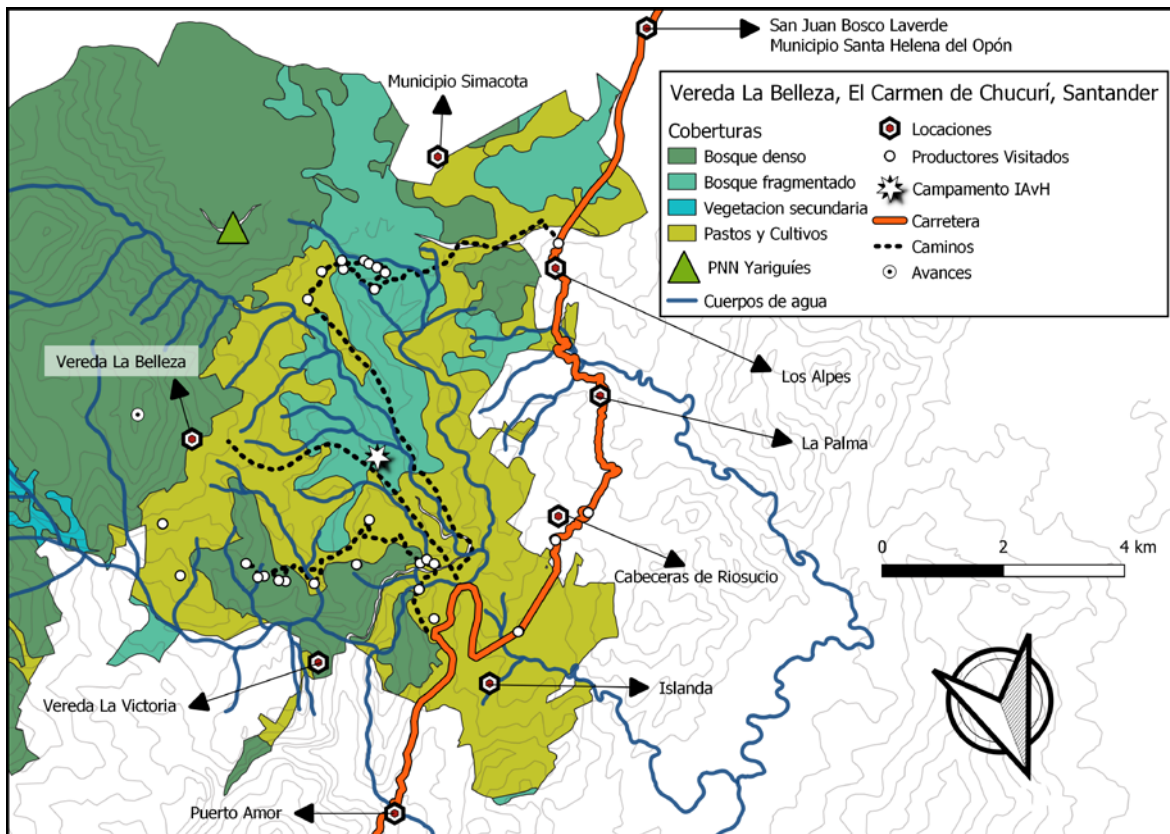 San Juan Bosco Laverde
Municipio Santa Helena del Opón
Municipio Simacota
Vereda La Belleza, El Carmen de Chucurí, Santander
Coberturas
Bosque denso
Bosque fragmentado
Vegetacion secundaria
Pastos y Cultivos
PNN Yariguíes
Cuerpos de agua
Locaciones
Productores Visitados
Campamento IAvH
Carretera
Caminos
Avances
Vereda La Belleza
Los Alpes
La Palma
0 2 4 km
Cabeceras de Riosucio
Vereda La Victoria
Islanda
Puerto Amor